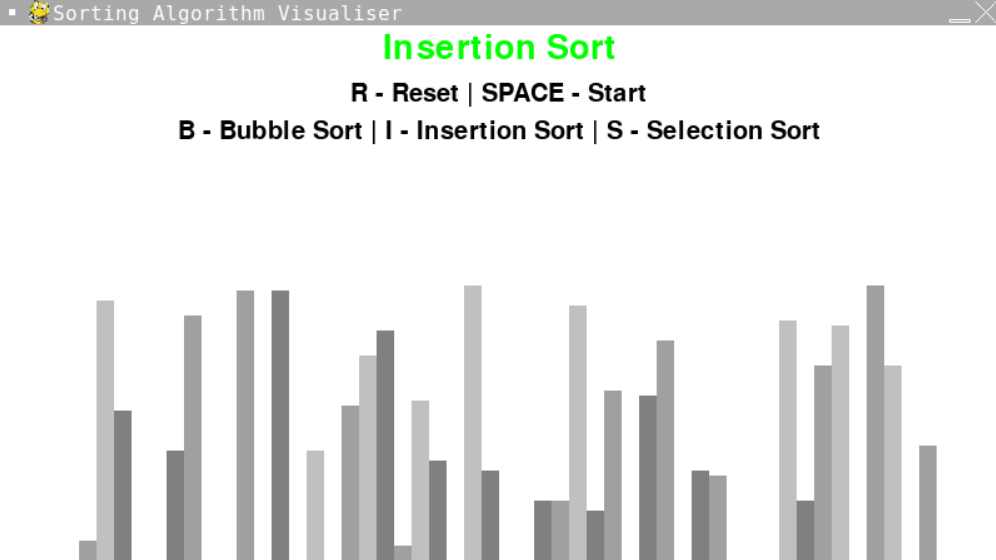 Sorting Algorithm Visualiser
Insertion Sort
R - Reset | SPACE - Start
B - Bubble Sort | I - Insertion Sort | S - Selection Sort